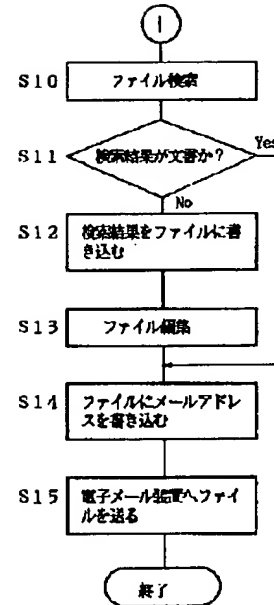 1
S10 ファイル検索
S11 検索結果が文書か?
Yes
No
S12 検索結果をファイルに書
き込む
S13 ファイル編集
S14 ファイルにメールアドレ
スを書き込む
S15 電子メール装置へファイ
ルを送る
終了